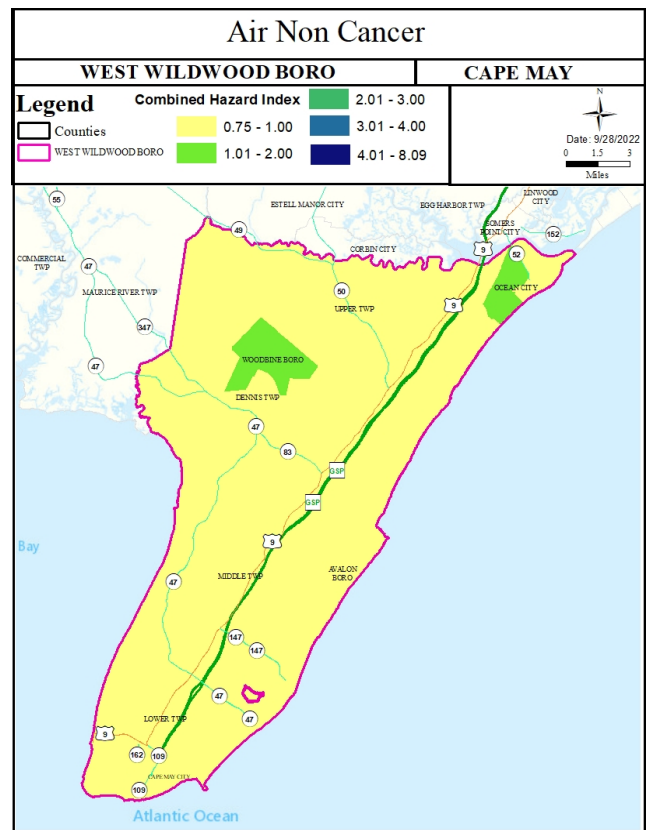 Air Non Cancer
WEST WILDWOOD BORO
CAPE MAY
Legend
Counties
WEST WILDWOOD BORO
Combined Hazard Index
0.75 - 1.00
1.01 - 2.00
2.01 - 3.00
3.01 - 4.00
4.01 - 8.09
N
Date: 9/28/2022
0 1.5 3
Miles
LINWOOD
CITY
55
ESTELL MANOR CITY
EGG HARBOR TWP
SOMERS
POINT CITY
152
49
CORBIN CITY
9
52
COMMERCIAL
TWP
47
MAURICE RIVER TWP
50
OCEAN CITY
UPPER TWP
9
347
WOODBINE BORO
47
DENNIS TWP
47
83
GSP
GSP
9
Bay
MIDDLE TWP
AVALON
BORO
47
147
147
47
LOWER TWP
47
9
162
109
CAPE MAY CITY
109
Atlantic Ocean